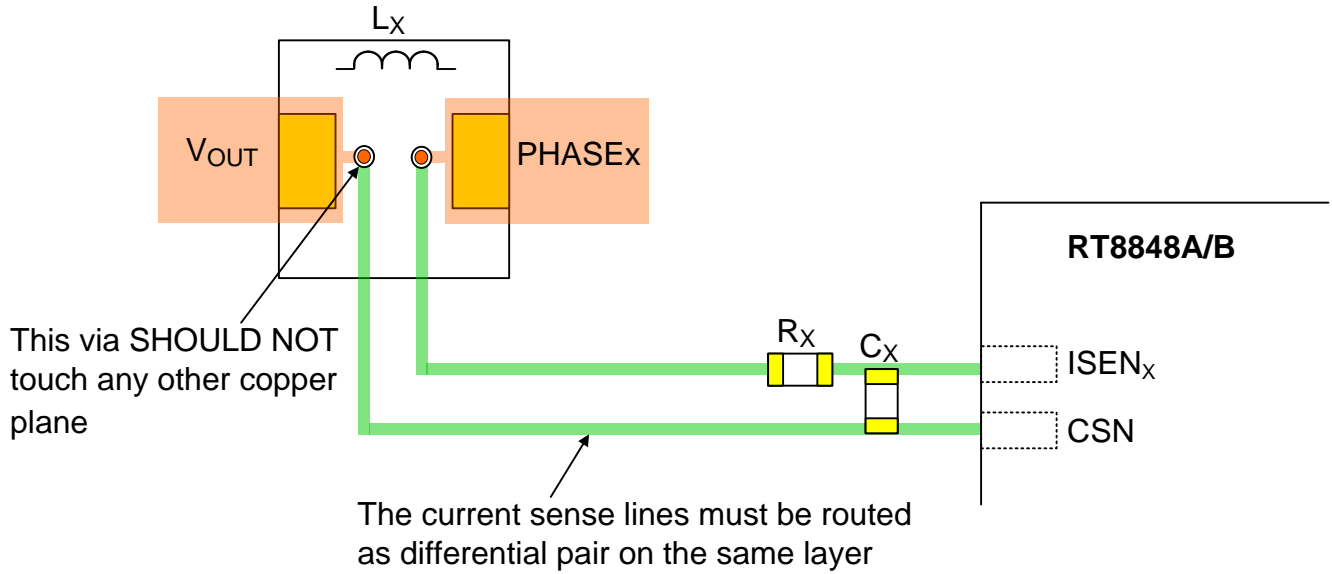 LX
VOUT
PHASEx
RT8848A/B
This via SHOULD NOT
touch any other copper
plane
RX
CX
ISENX
CSN
The current sense lines must be routed
as differential pair on the same layer